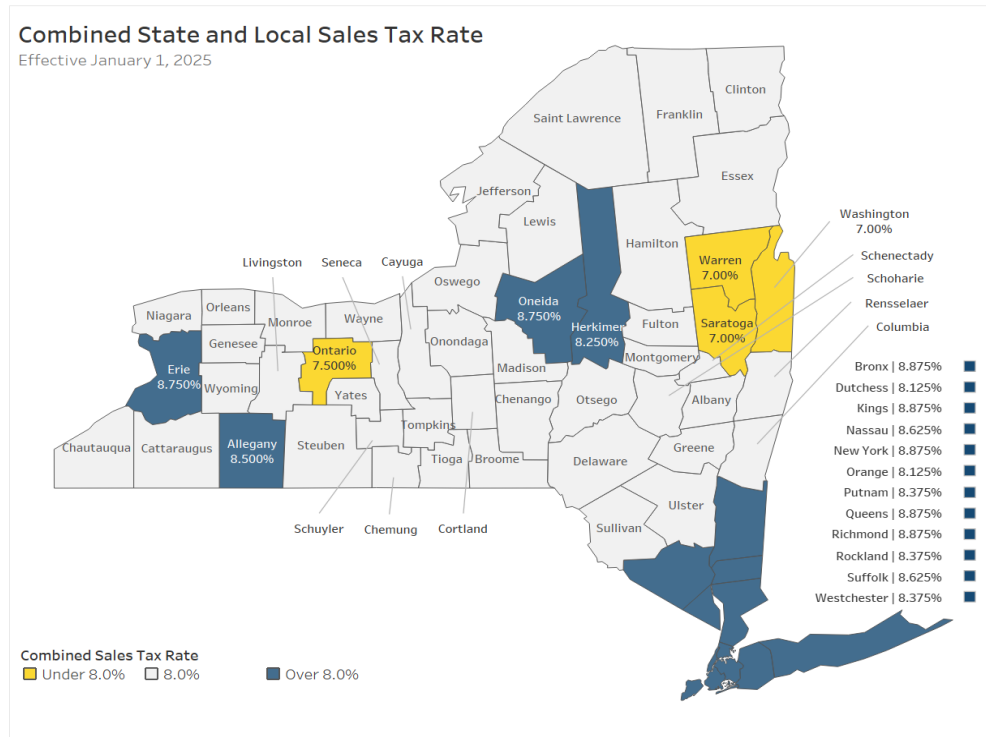 Combined State and Local Sales Tax Rate
Effective January 1, 2025
Clinton
Franklin
Saint Lawrence
Essex
Jefferson
Lewis
Washington
7.00%
Hamilton
Warren
7.00%
Schenectady
Livingston
Seneca
Cayuga
Schoharie
Oswego
Oneida
8.750%
Rensselaer
Orleans
Niagara
Monroe
Wayne
Fulton
Saratoga
7.00%
Herkimer
8.250%
Columbia
Genesee
Onondaga
Ontario
7.500%
Montgomery
Erie
8.750%
Madison
Bronx | 8.875%
Wyoming
Yates
Chenango
Otsego
Albany
Dutchess | 8.125%
Kings | 8.875%
Tompkins
Nassau | 8.625%
Chautauqua
Cattaraugus
Allegany
8.500%
Steuben
Greene
New York | 8.875%
Tioga
Broome
Delaware
Orange | 8.125%
Putnam | 8.375%
Ulster
Queens | 8.875%
Schuyler
Chemung
Cortland
Sullivan
Richmond | 8.875%
Rockland | 8.375%
Suffolk | 8.625%
Westchester | 8.375%
Combined Sales Tax Rate
Under 8.0%
8.0%
Over 8.0%